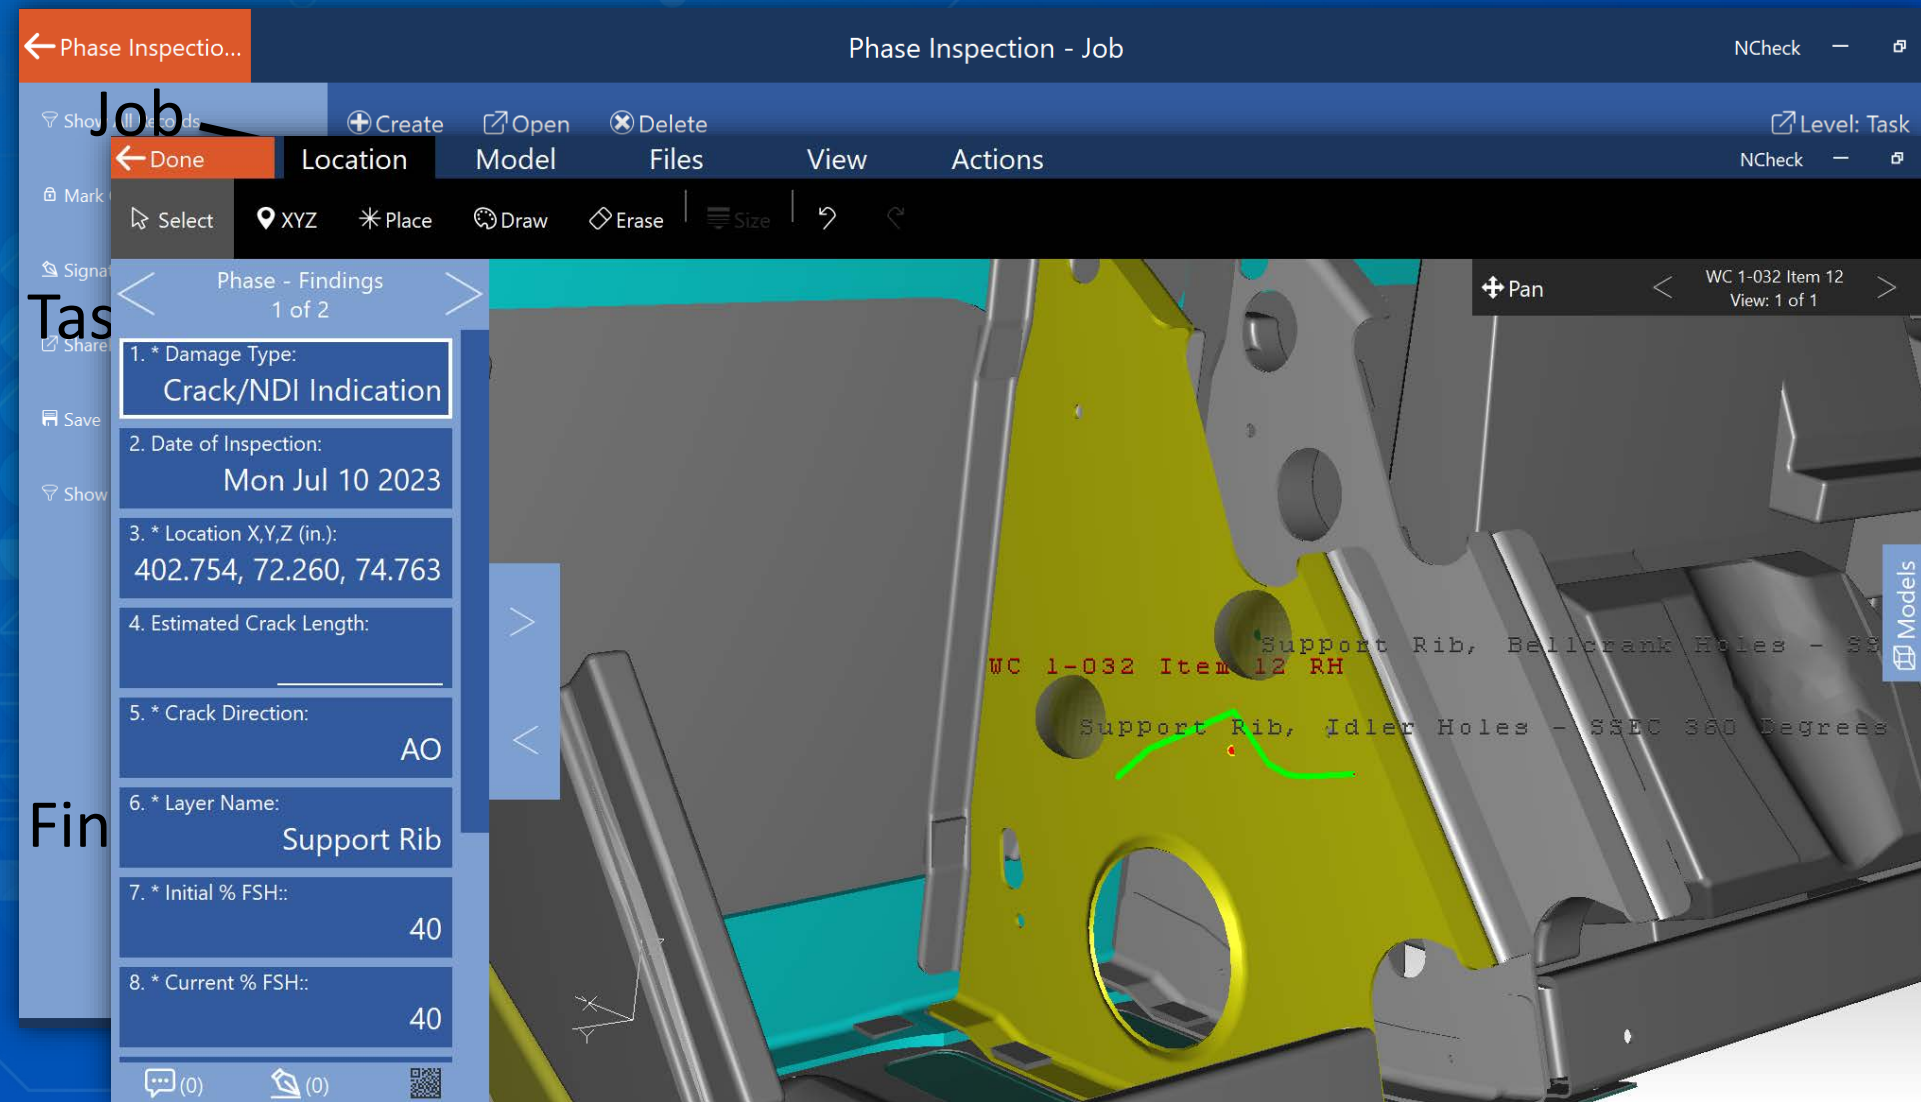 Phase Inspectio...
Phase Inspection - Job
NCheck
Job
Show All Records
Create
Open
Delete
Level: Task
Done
Location
Model
Files
View
Actions
NCheck
Mark
Select
XYZ
Place
Draw
Erase
Size
Signat
Tas
Share
Save
Show
Fin
Phase - Findings
1 of 2
Pan
WC 1-032 Item 12
View: 1 of 1
1. * Damage Type:
Crack/NDI Indication
2. Date of Inspection:
Mon Jul 10 2023
3. * Location X,Y,Z (in.):
402.754, 72.260, 74.763
4. Estimated Crack Length:
5. * Crack Direction:
AO
6. * Layer Name:
Support Rib
7. * Initial % FSH::
40
8. * Current % FSH::
40
(0)
(0)
Support Rib, Bellcrank Holes - SS
WC 1-032 Item 12 RH
Support Rib, Idler Holes - SSEC 360 Degrees
Models
X
Y
Z